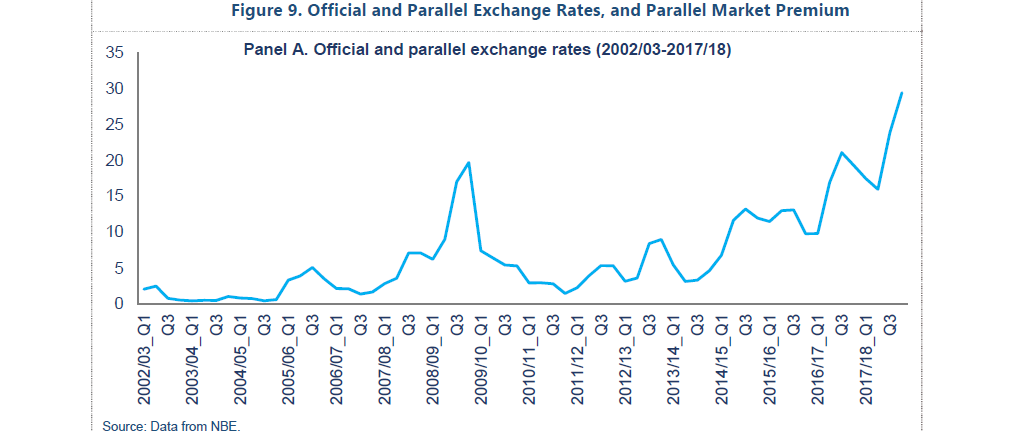 Figure 9. Official and Parallel Exchange Rates, and Parallel Market Premium
Panel A. Official and parallel exchange rates (2002/03-2017/18)
35
30
25
20
15
10
5
0
2002/03_Q1
Q3
2003/04_Q1
Q3
2004/05_Q1
Q3
2005/06_Q1
Q3
2006/07_Q1
Q3
2007/08_Q1
Q3
2008/09_Q1
Q3
2009/10_Q1
Q3
2010/11_Q1
Q3
2011/12_Q1
Q3
2012/13_Q1
Q3
2013/14_Q1
Q3
2014/15_Q1
Q3
2015/16_Q1
Q3
2016/17_Q1
Q3
2017/18_Q1
Q3
Source: Data from NBE.